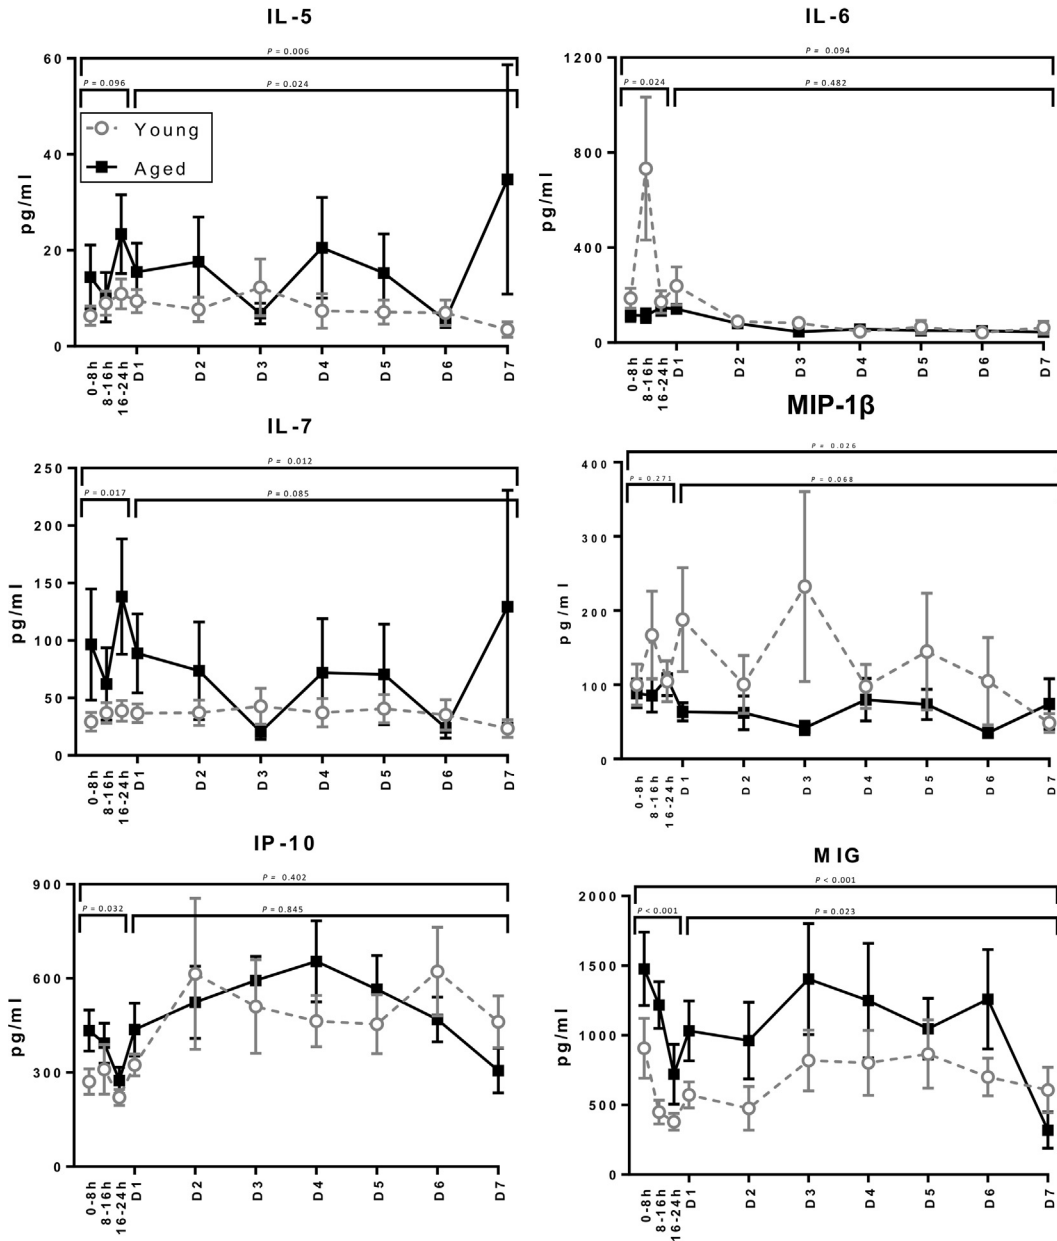 IL-5
P = 0.006
P = 0.096
P = 0.024
Young
Aged
pg/ml
60
40
20
0
0-8h
8-16h
16-24h
D1
D2
D3
D4
D5
D6
D7
IL-6
P = 0.094
P = 0.024
P = 0.482
pg/ml
1200
800
400
0
0-8h
8-16h
16-24h
D1
D2
D3
D4
D5
D6
D7
IL-7
P = 0.012
P = 0.017
P = 0.085
pg/ml
250
200
150
100
50
0
0-8h
8-16h
16-24h
D1
D2
D3
D4
D5
D6
D7
MIP-1β
P = 0.026
P = 0.271
P = 0.068
pg/ml
400
300
200
100
0
0-8h
8-16h
16-24h
D1
D2
D3
D4
D5
D6
D7
IP-10
P = 0.402
P = 0.032
P = 0.845
pg/ml
900
600
300
0
0-8h
8-16h
16-24h
D1
D2
D3
D4
D5
D6
D7
MIG
P < 0.001
P < 0.001
P = 0.023
pg/ml
2000
1500
1000
500
0
0-8h
8-16h
16-24h
D1
D2
D3
D4
D5
D6
D7